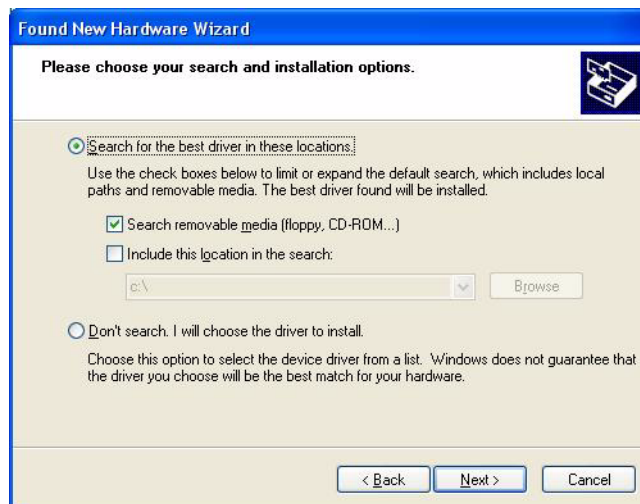 Found New Hardware Wizard
Please choose your search and installation options.
Search for the best driver in these locations.
Use the check boxes below to limit or expand the default search, which includes local
paths and removable media. The best driver found will be installed.
Search removable media (floppy, CD-ROM...)
Include this location in the search:
c:\
Browse
Don't search. I will choose the driver to install.
Choose this option to select the device driver from a list. Windows does not guarantee that
the driver you choose will be the best match for your hardware.
< Back Next > Cancel